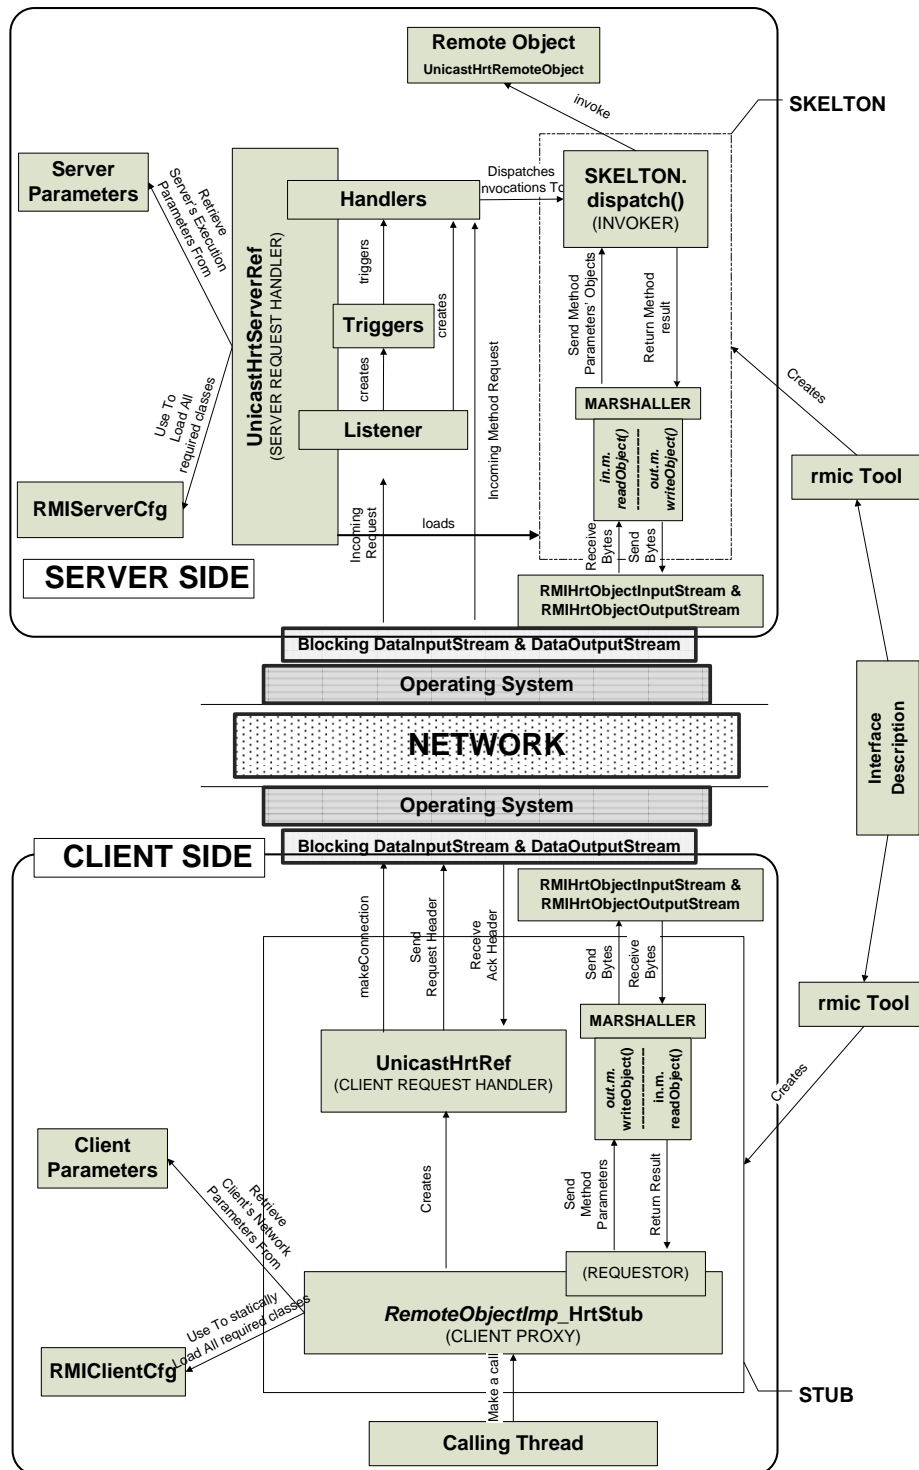 Remote Object
UnicastHrtRemoteObject
invoke
SKELTON
Server
Parameters
Retrieve
Server's Execution
Parameters From
UnicastHrtServerRef
(SERVER REQUEST HANDLER)
Handlers
Dispatches
nvocations To
SKELTON.
dispatch()
(INVOKER)
triggers
creates
Triggers
creates
Listener
Incoming Method Request
Send Method
Parameters' Objects
Return Method
result
MARSHALLER
in.m.
readObject()
-------------
out.m.
writeObject()
Creates
rmic Tool
Use To
Load All
required classes
RMIServerCfg
loads
Incoming
Request
Receive
Bytes
Send
Bytes
SERVER SIDE
RMIHrtObjectInputStream &
RMIHrtObjectOutputStream
Blocking DataInputStream & DataOutputStream
Operating System
NETWORK
Interface
Description
Operating System
Blocking DataInputStream & DataOutputStream
CLIENT SIDE
RMIHrtObjectInputStream &
RMIHrtObjectOutputStream
makeConnection
Send
Request Header
Receive
Ack Header
Send
Bytes
Receive
Bytes
rmic Tool
MARSHALLER
UnicastHrtRef
(CLIENT REQUEST HANDLER)
out.m.
writeObject()
-------------
in.m.
readObject()
Creates
Client
Parameters
Retrieve
Client's Network
Parameters From
Creates
Send
Method
Parameters
Return Result
(REQUESTOR)
RemoteObjectImp_HrtStub
(CLIENT PROXY)
Use To statically
Load All required classes
RMIClientCfg
Make a call
STUB
Calling Thread